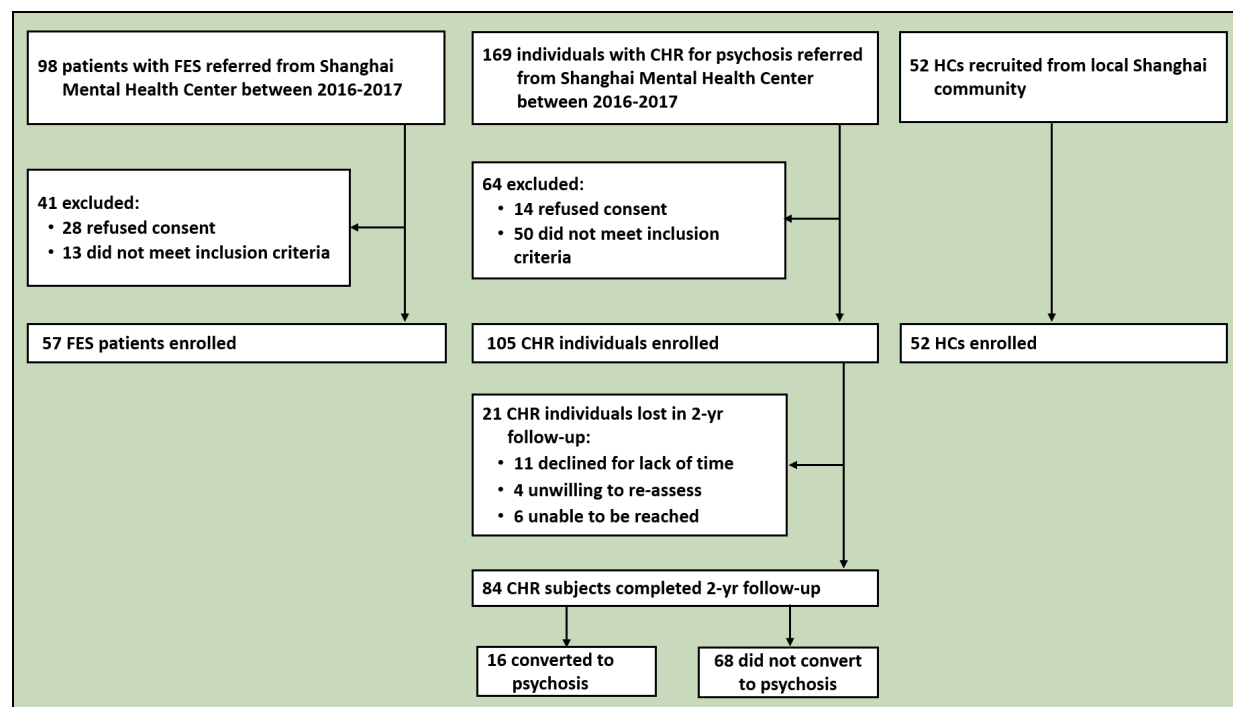 98 patients with FES referred from Shanghai
Mental Health Center between 2016-2017
169 individuals with CHR for psychosis referred
from Shanghai Mental Health Center
between 2016-2017
52 HCs recruited from local Shanghai
community
41 excluded:
• 28 refused consent
• 13 did not meet inclusion criteria
64 excluded:
• 14 refused consent
• 50 did not meet inclusion
criteria
57 FES patients enrolled
105 CHR individuals enrolled
52 HCs enrolled
21 CHR individuals lost in 2-yr
follow-up:
• 11 declined for lack of time
• 4 unwilling to re-assess
• 6 unable to be reached
84 CHR subjects completed 2-yr follow-up
16 converted to
psychosis
68 did not convert
to psychosis